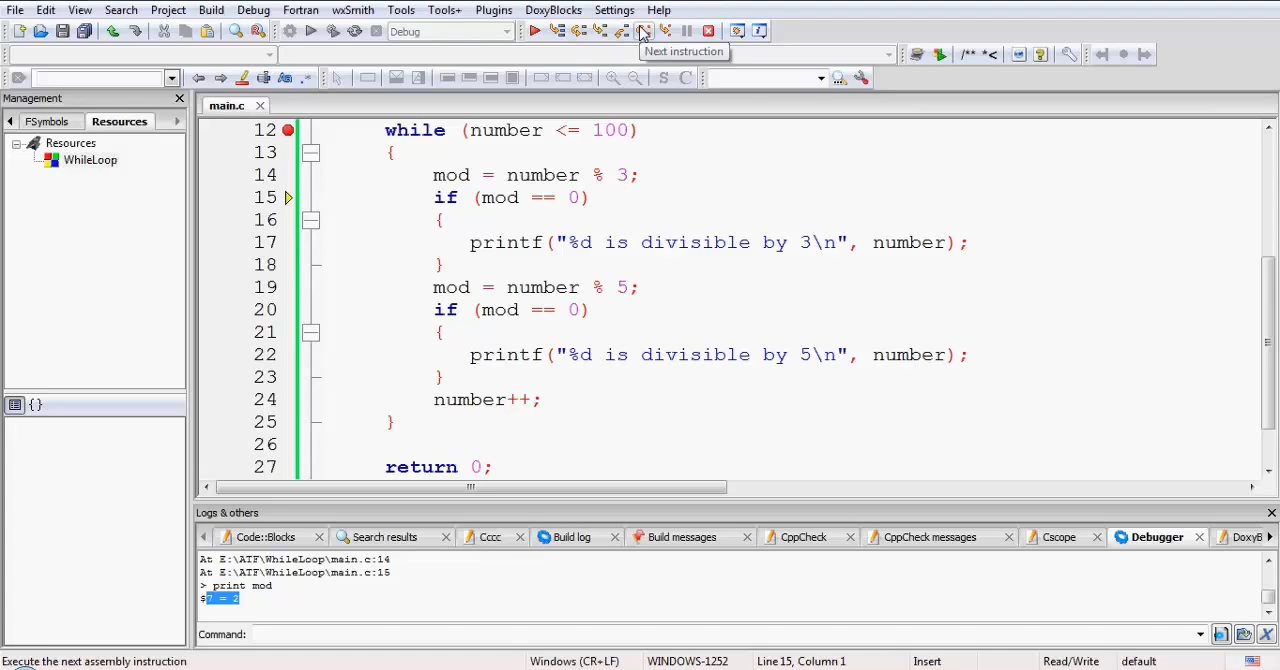 File Edit View Search Project Build Debug Fortran wxSmith Tools Tools+ Plugins DoxyBlocks Settings Help
Debug
Next instruction
/** *<
S C
Management
main.c
FSymbols Resources
Resources
WhileLoop
12 while (number <= 100)
13 {
14 mod = number % 3;
15 if (mod == 0)
16 {
17 printf("%d is divisible by 3\n", number);
18 }
19 mod = number % 5;
20 if (mod == 0)
21 {
22 printf("%d is divisible by 5\n", number);
23 }
24 number++;
25 }
26
27 return 0;
{}
Logs & others
Code::Blocks Search results Cccc Build log Build messages CppCheck CppCheck messages Cscope Debugger DoxyB
At E:\ATF\WhileLoop\main.c:14
At E:\ATF\WhileLoop\main.c:15
> print mod
$7 = 2
Command:
Execute the next assembly instruction Windows (CR+LF) WINDOWS-1252 Line 15, Column 1 Insert Read/Write default